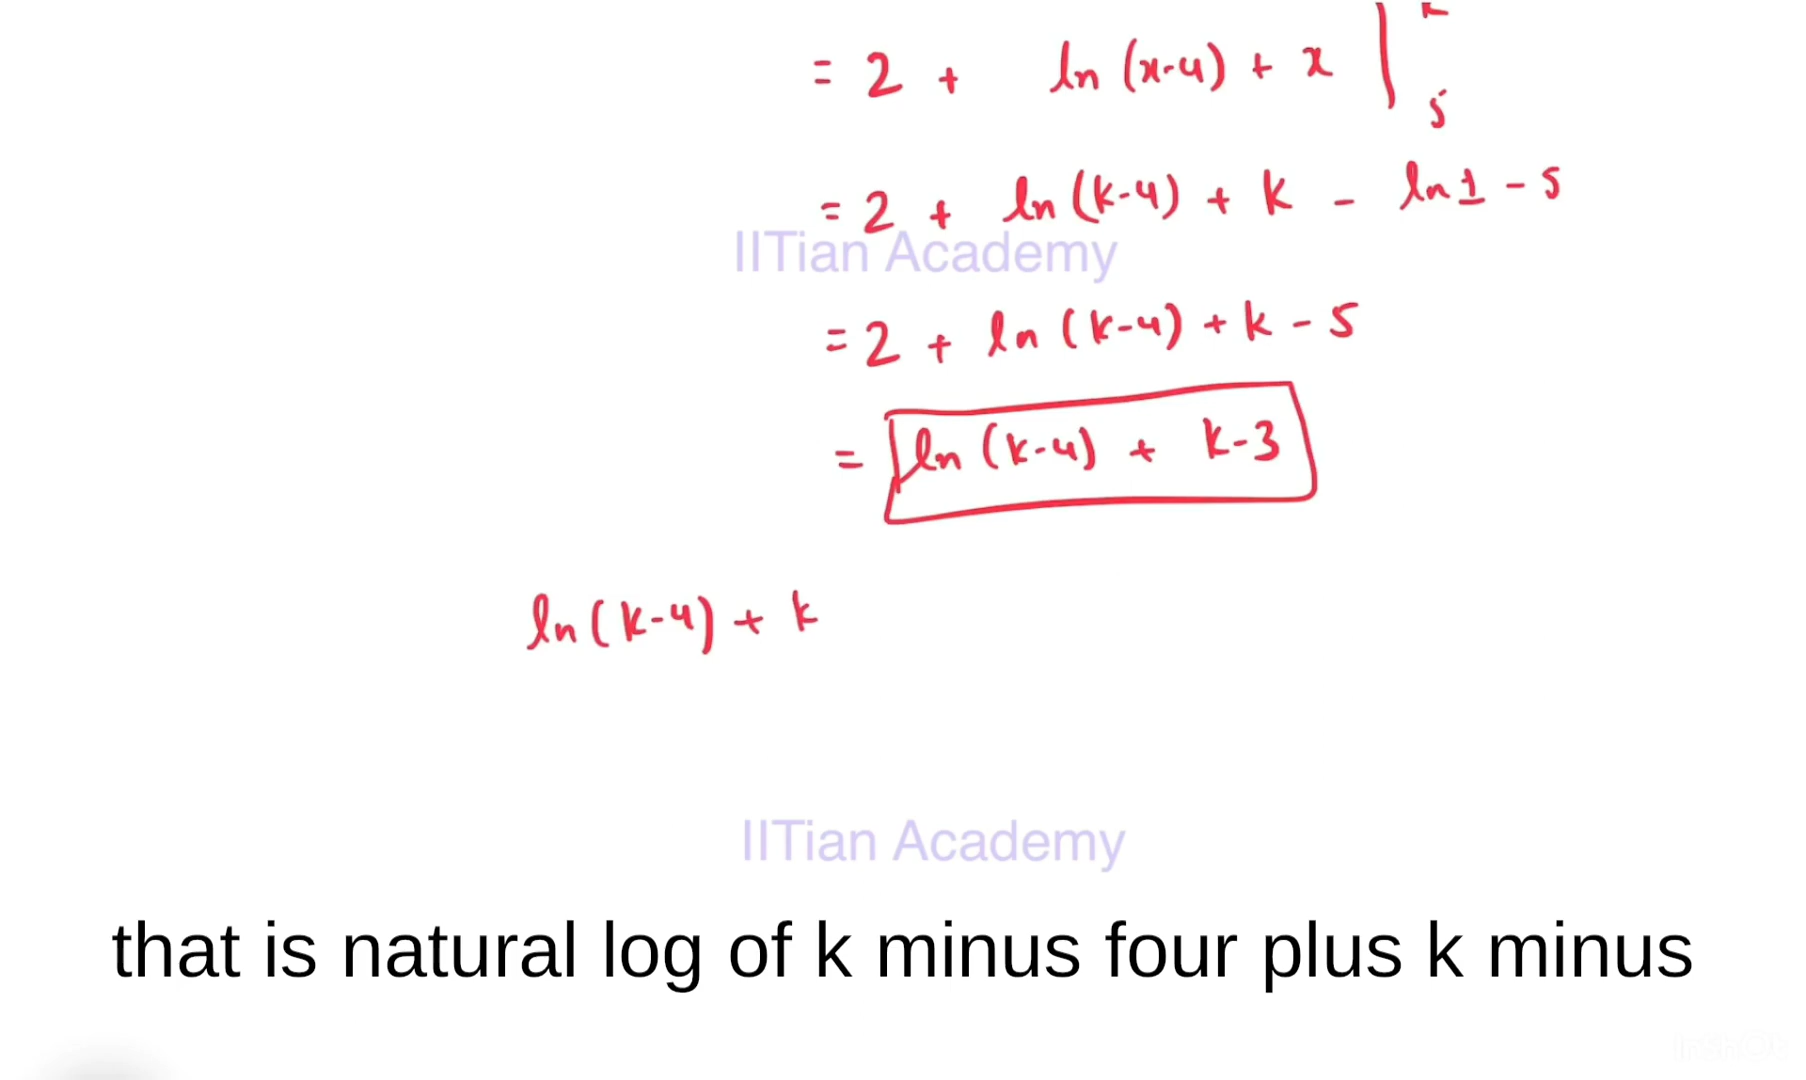 = 2 + ln (x-4) + x | k 5
= 2 + ln (k-4) + k - ln 1 - 5
IITian Academy
= 2 + ln (k-4) + k - 5
= ln (k-4) + k-3
ln (k-4) + k
IITian Academy
that is natural log of k minus four plus k minus